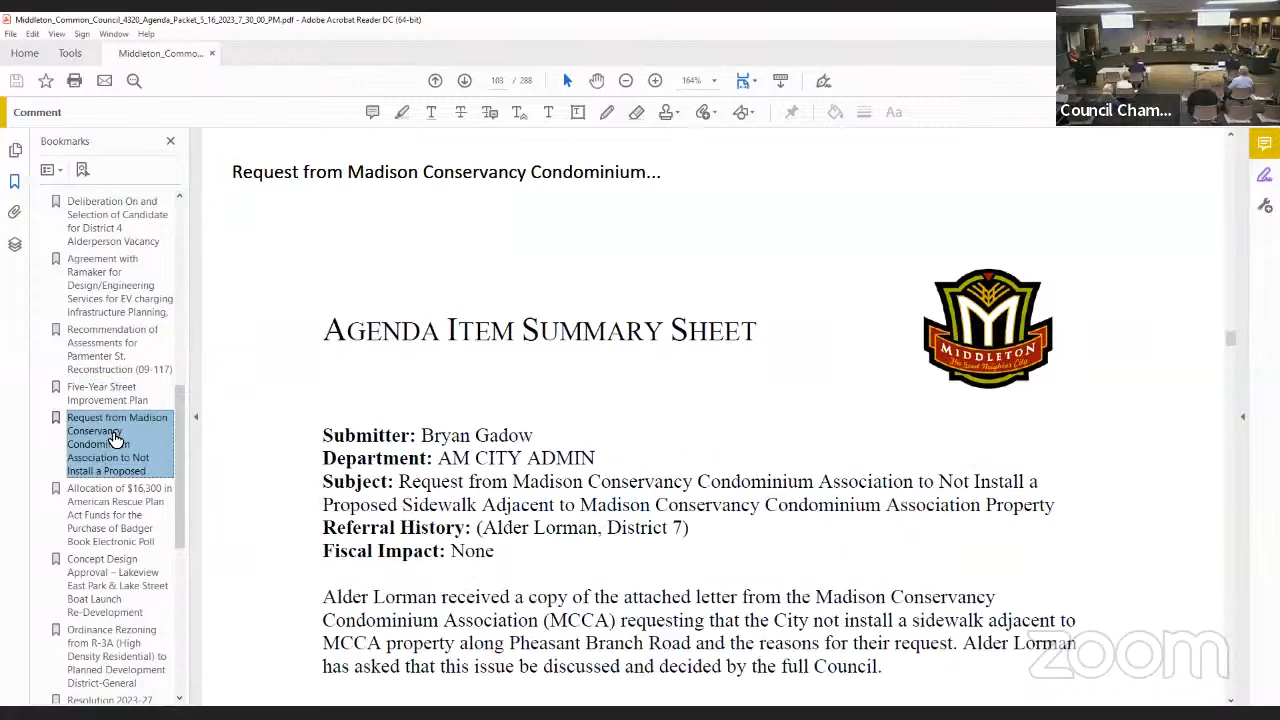 Middleton_Common_Council_4320_Agenda_Packet_5_16_2023_7_30_00_PM.pdf - Adobe Acrobat Reader DC (64-bit)
File Edit View Sign Window Help
Home Tools Middleton_Commo... ×
103 / 288 164%
Comment
Aa
Council Cham...
Bookmarks
Deliberation On and
Selection of Candidate
for District 4
Alderperson Vacancy
Agreement with
Ramaker for
Design/Engineering
Services for EV charging
Infrastructure Planning,
Recommendation of
Assessments for
Parmenter St.
Reconstruction (09-117)
Five-Year Street
Improvement Plan
Request from Madison
Conservancy
Condominium
Association to Not
Install a Proposed
Allocation of $16,300 in
American Rescue Plan
Act Funds for the
Purchase of Badger
Book Electronic Poll
Concept Design
Approval – Lakeview
East Park & Lake Street
Boat Launch
Re-Development
Ordinance Rezoning
from R-3A (High
Density Residential) to
Planned Development
District-General
Resolution 2023-27
Request from Madison Conservancy Condominium...
AGENDA ITEM SUMMARY SHEET
MIDDLETON
The Good Neighbor City
Submitter: Bryan Gadow
Department: AM CITY ADMIN
Subject: Request from Madison Conservancy Condominium Association to Not Install a
Proposed Sidewalk Adjacent to Madison Conservancy Condominium Association Property
Referral History: (Alder Lorman, District 7)
Fiscal Impact: None
Alder Lorman received a copy of the attached letter from the Madison Conservancy
Condominium Association (MCCA) requesting that the City not install a sidewalk adjacent to
MCCA property along Pheasant Branch Road and the reasons for their request. Alder Lorman
has asked that this issue be discussed and decided by the full Council.
zoom